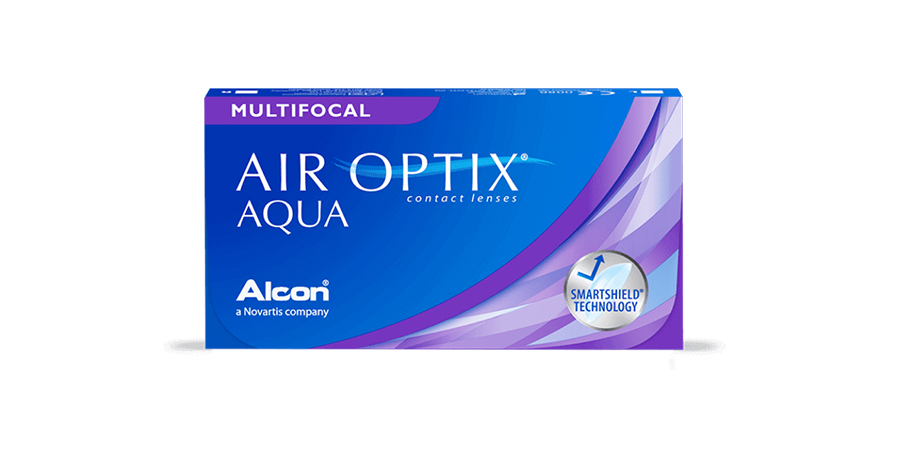 MULTIFOCAL
AIR OPTIX®
contact lenses
AQUA
Alcon®
a Novartis company
SMARTSHIELD®
TECHNOLOGY